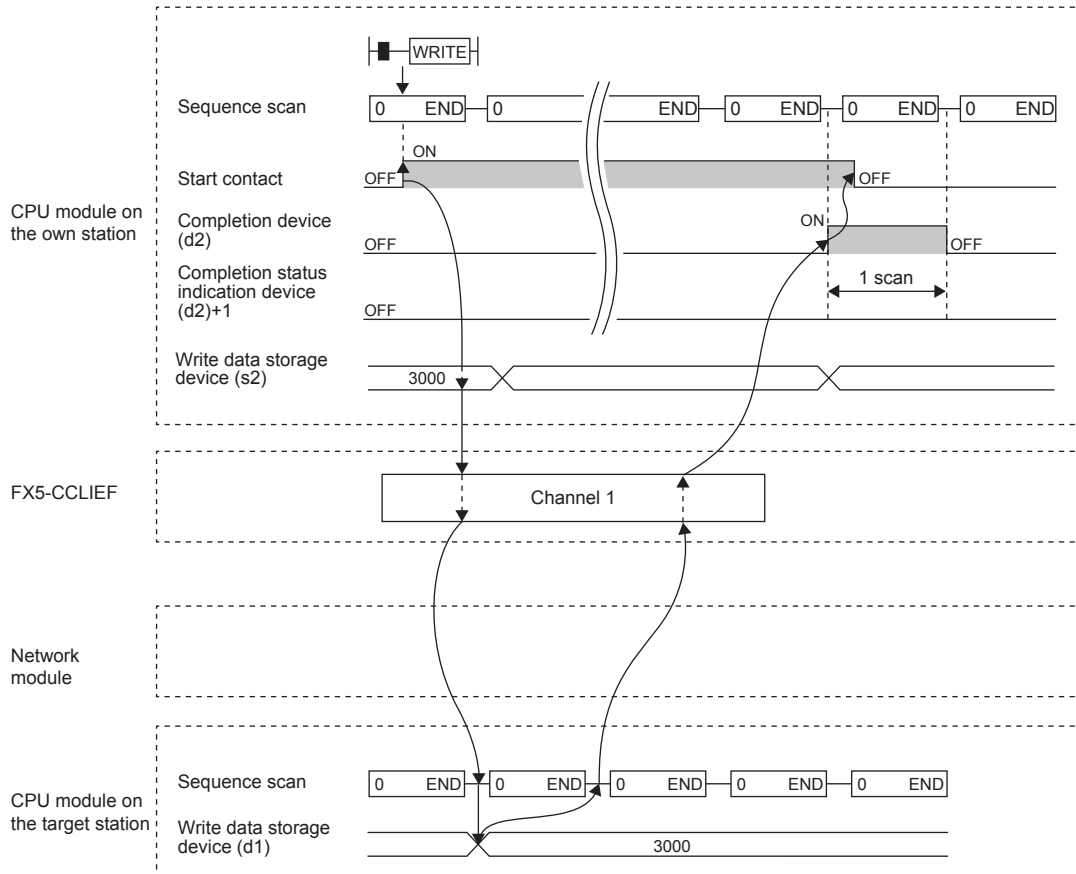 WRITE
Sequence scan
0 END 0 END 0 END 0 END 0 END
ON
Start contact
OFF
OFF
CPU module on
the own station
Completion device
(d2)
ON
OFF
OFF
1 scan
Completion status
indication device
(d2)+1
OFF
Write data storage
device (s2)
3000
FX5-CCLIEF
Channel 1
Network
module
Sequence scan
0 END 0 END 0 END 0 END 0 END
CPU module on
the target station
Write data storage
device (d1)
3000